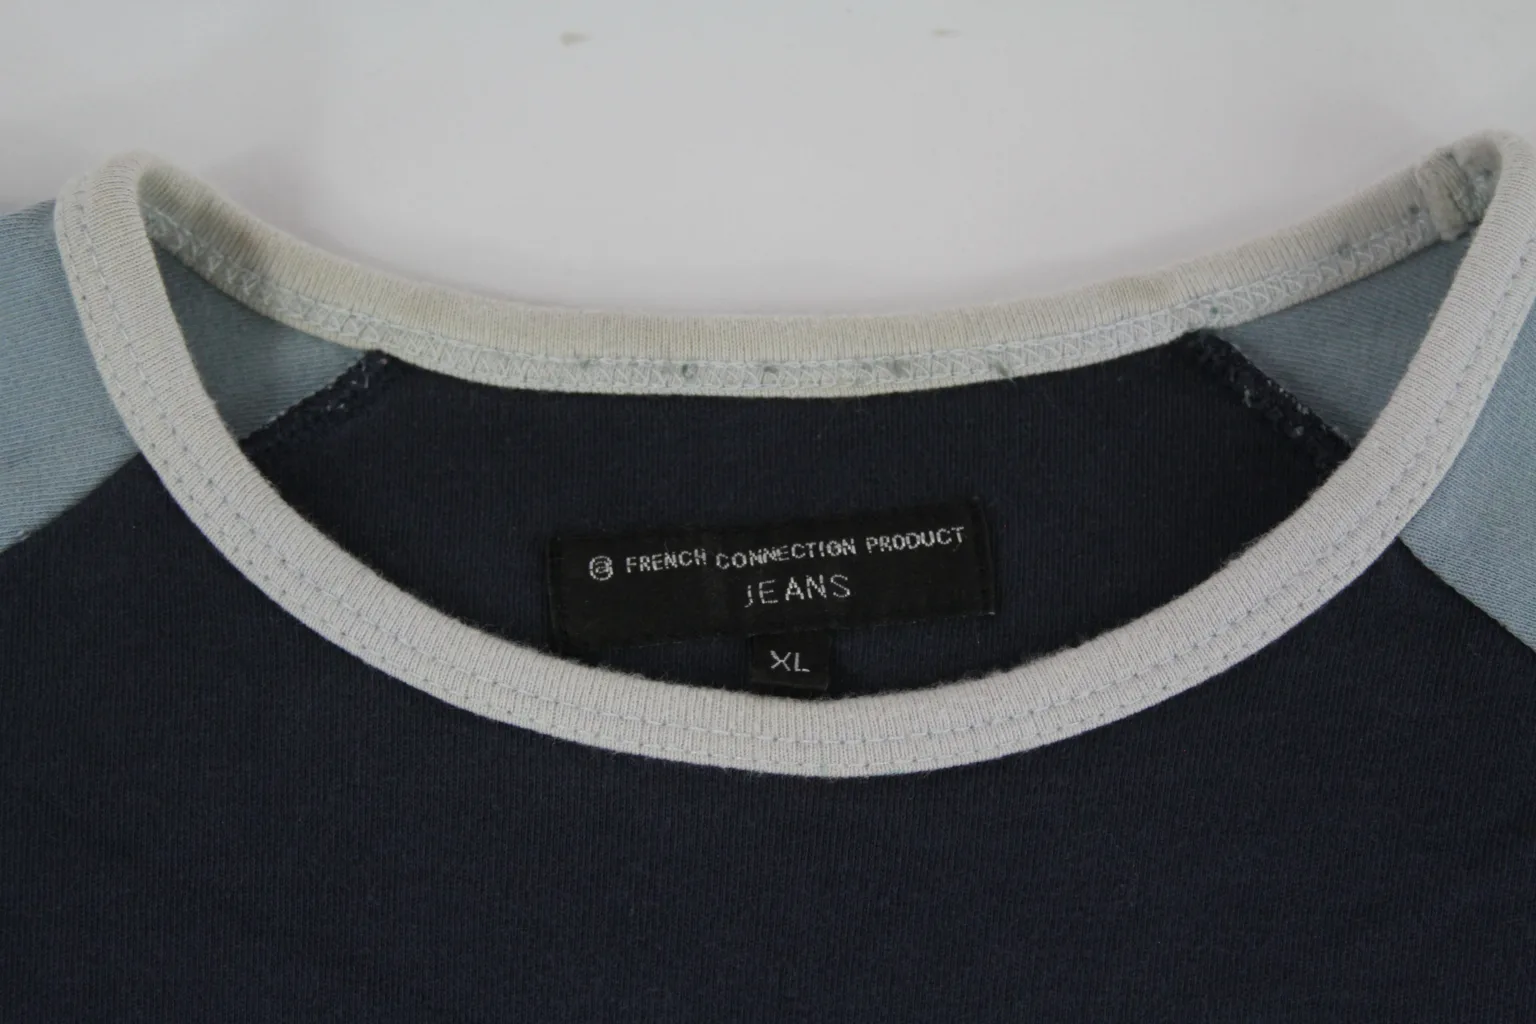 @ FRENCH CONNECTION PRODUCT
JEANS
XL